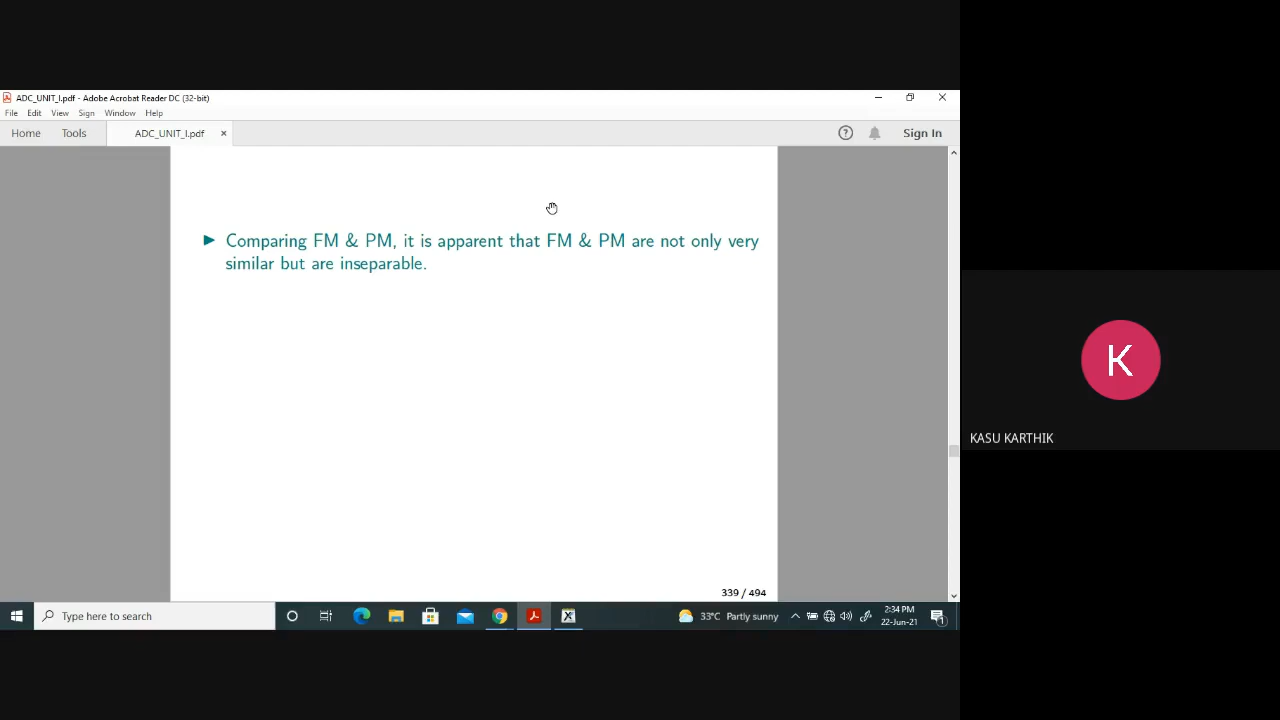 ADC_UNIT_I.pdf - Adobe Acrobat Reader DC (32-bit)
File Edit View Sign Window Help
Home Tools ADC_UNIT_I.pdf × Sign In
Comparing FM & PM, it is apparent that FM & PM are not only very
similar but are inseparable.
K
KASU KARTHIK
339 / 494
Type here to search
33°C Partly sunny
2:34 PM
22-Jun-21
1